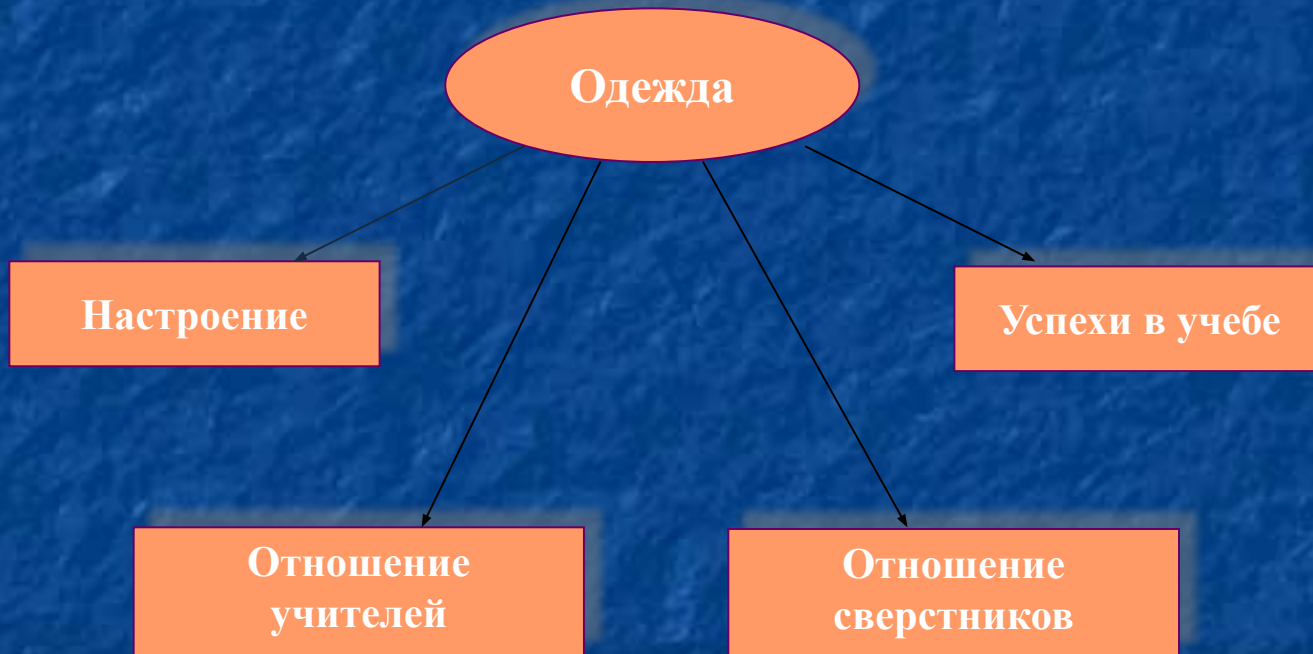 Одежда
Настроение
Успехи в учебе
Отношение
учителей
Отношение
сверстников